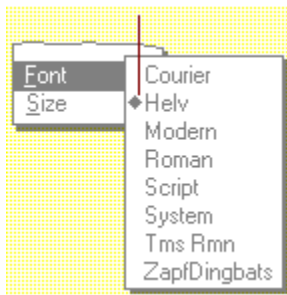 Font
Size
Courier
Helv
Modern
Roman
Script
System
Tms Rmn
ZapfDingbats